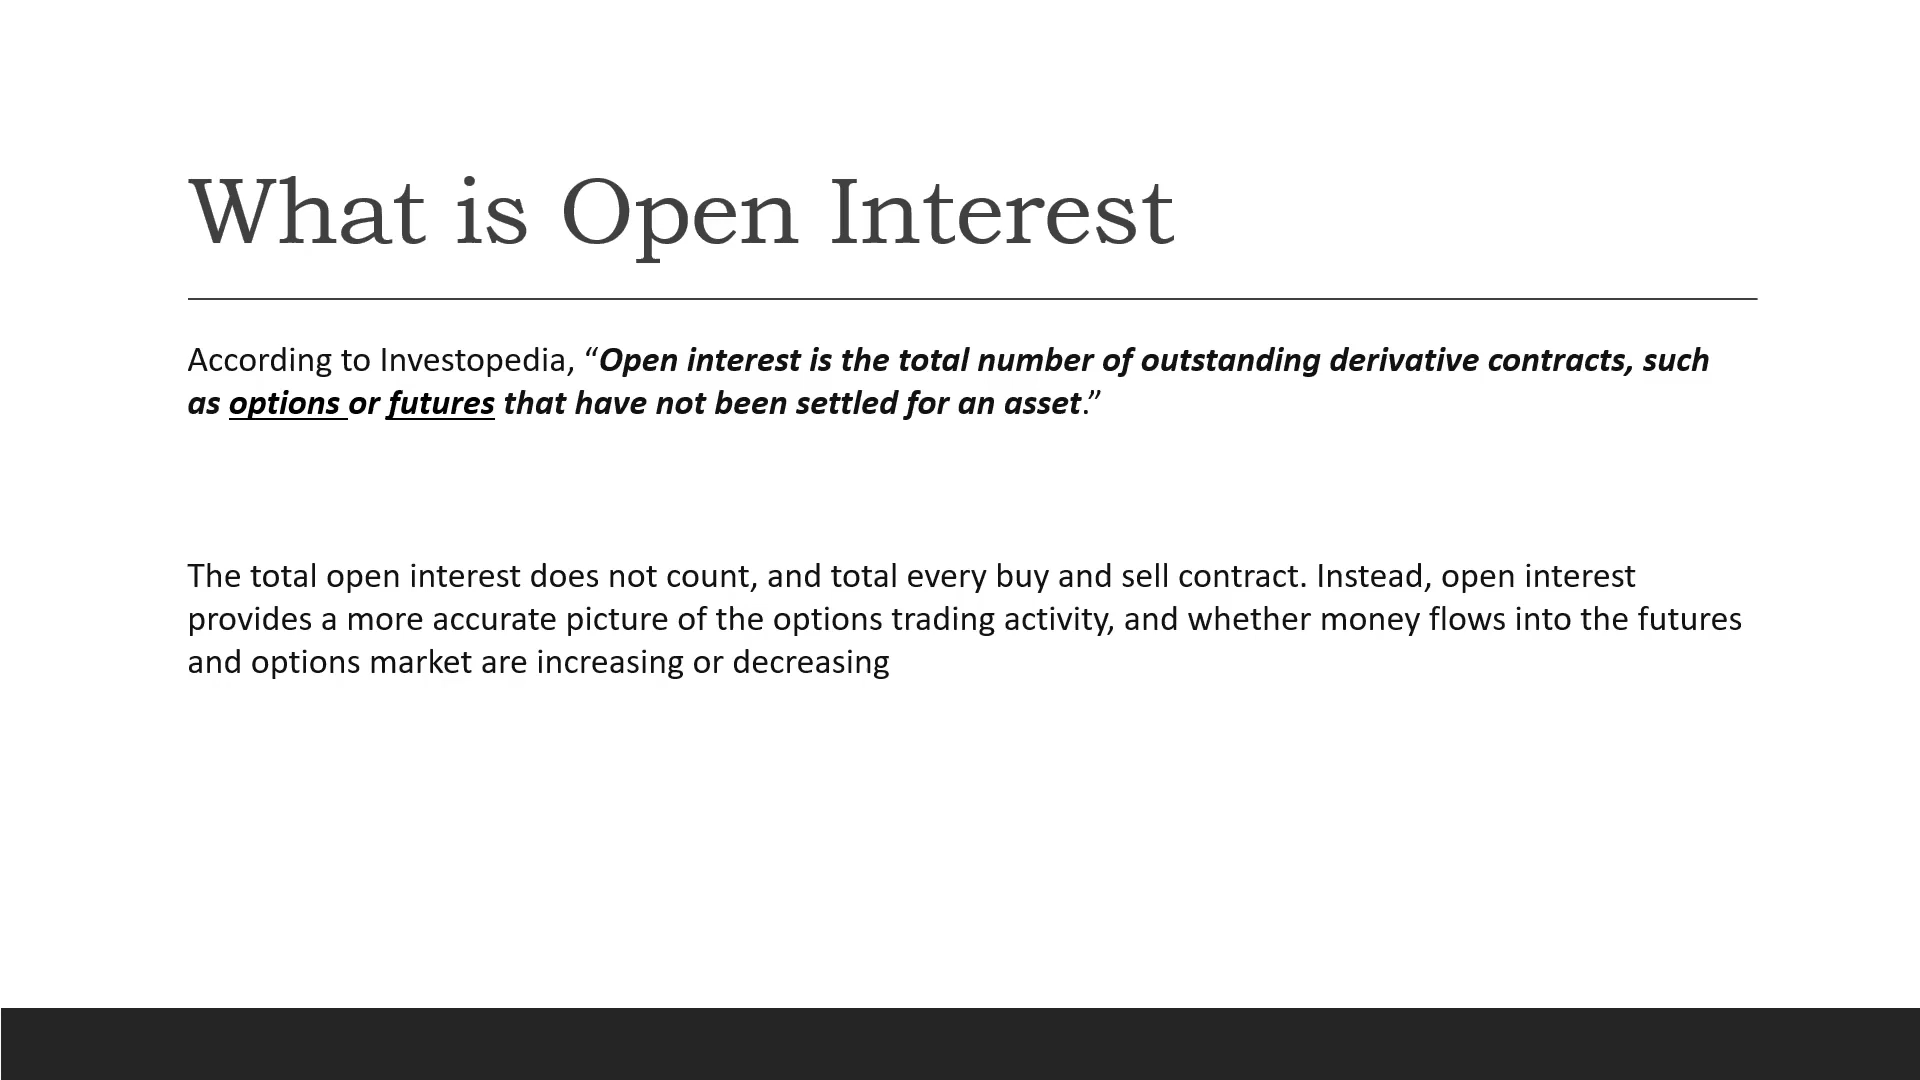 What is Open Interest
According to Investopedia, “Open interest is the total number of outstanding derivative contracts, such
as options or futures that have not been settled for an asset.”
The total open interest does not count, and total every buy and sell contract. Instead, open interest
provides a more accurate picture of the options trading activity, and whether money flows into the futures
and options market are increasing or decreasing